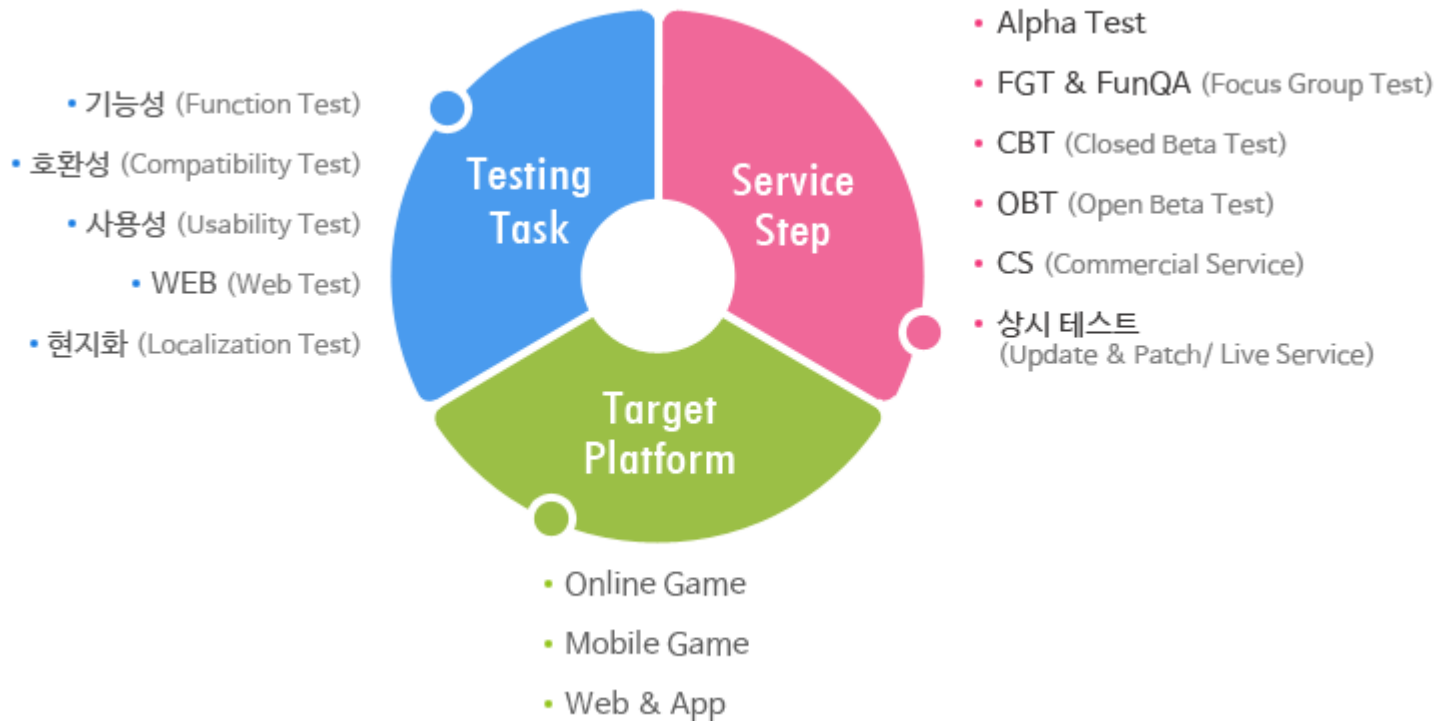 기능성 (Function Test)
호환성 (Compatibility Test)
사용성 (Usability Test)
WEB (Web Test)
현지화 (Localization Test)
Testing
Task
Service
Step
Target
Platform
Alpha Test
FGT & FunQA (Focus Group Test)
CBT (Closed Beta Test)
OBT (Open Beta Test)
CS (Commercial Service)
상시 테스트
(Update & Patch/ Live Service)
Online Game
Mobile Game
Web & App